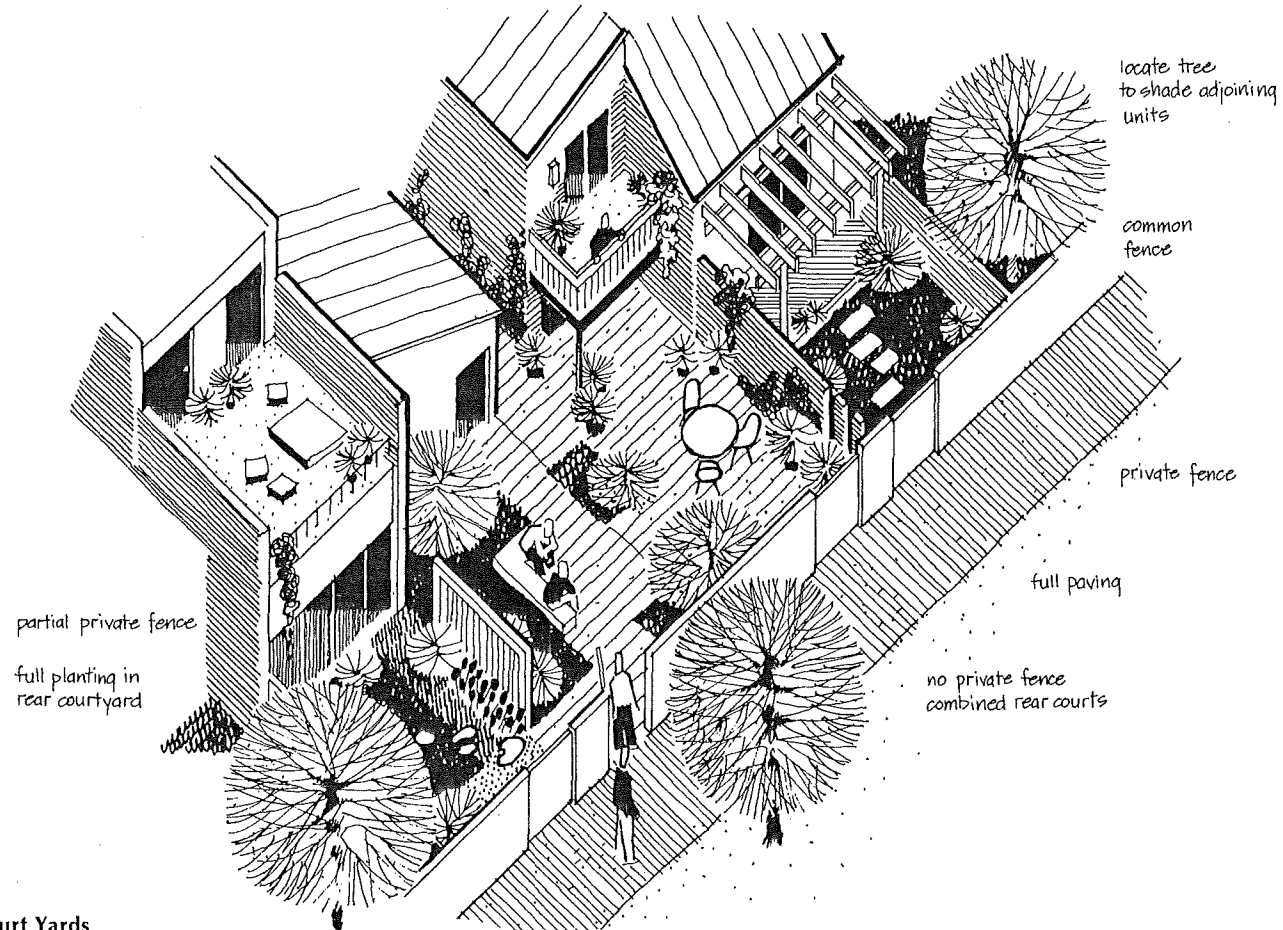 locate tree
to shade adjoining
units
common
fence
private fence
full paving
no private fence
combined rear courts
partial private fence
full planting in
rear courtyard
Yards